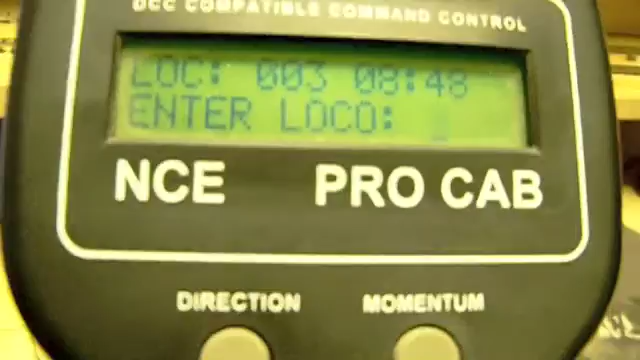 DCC COMPATIBLE COMMAND CONTROL
LOC: 003 08:48
ENTER LOCO: _
NCE PRO CAB
DIRECTION MOMENTUM